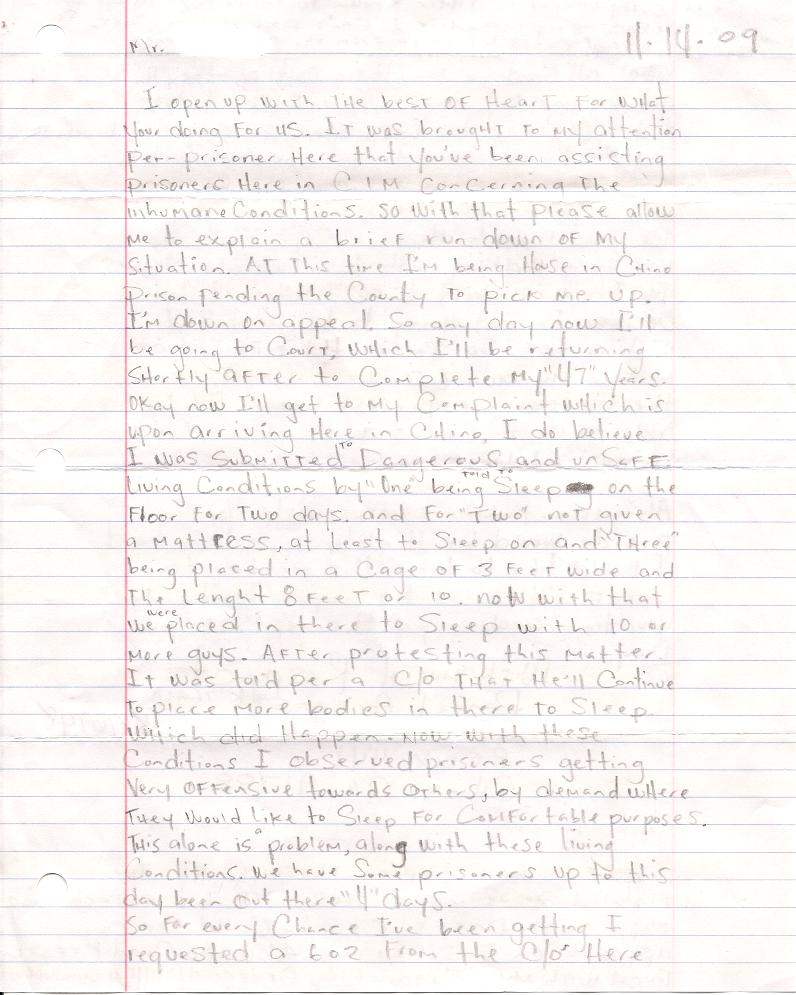 Mr.
11.14.09
I open up with the best of Heart for what
your doing for us. It was brought to my attention
per-prisoner Here that you've been assisting
prisoners Here in CIM Concerning The
inhumane Conditions. So with that please allow
me to explain a brief run down of my
Situation. At This time I'm being House in Chino
prison pending the County to pick me up.
I'm down on appeal. So any day now I'll
be going to Court, which I'll be returning
Shortly after to Complete my "47" years.
Okay now I'll get to my Complaint which is
upon arriving Here in Chino, I do believe
I was Submitted to Dangerous and unSafe
Living Conditions by "One" being told to Sleep on the
Floor for Two days. and for "Two" not given
a mattress, at Least to Sleep on and "Three"
being placed in a Cage of 3 Feet wide and
The Lenght 8 Feet or 10. now with that
we were placed in there to Sleep with 10 or
more guys. After protesting this matter.
It was told per a C/O That He'll Continue
to place more bodies in there to Sleep.
Which did Happen. Now with these
Conditions I observed prisoners getting
Very offensive towards others, by demand where
They would Like to Sleep for Comfortable purposes.
This alone is a problem, along with these living
Conditions. We have Some prisoners up to this
day been out there "4" days.
So far every Chance I've been getting I
requested a 602 From the C/O's Here